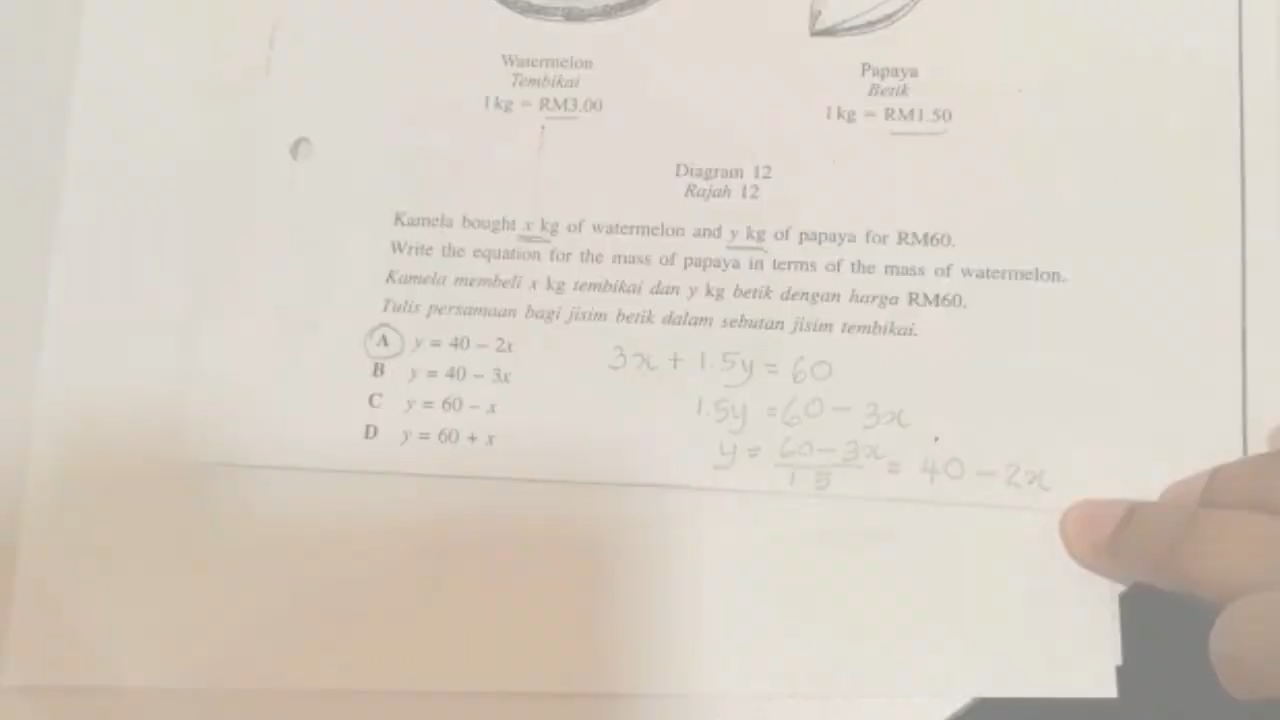 Watermelon
Tembikai
1 kg = RM3.00
Papaya
Betik
1 kg = RM1.50
Diagram 12
Rajah 12
Kamela bought x kg of watermelon and y kg of papaya for RM60.
Write the equation for the mass of papaya in terms of the mass of watermelon.
Kamela membeli x kg tembikai dan y kg betik dengan harga RM60.
Tulis persamaan bagi jisim betik dalam sebutan jisim tembikai.
A y = 40 – 2x
B y = 40 – 3x
C y = 60 – x
D y = 60 + x
3x + 1.5y = 60
1.5y = 60 – 3x
y = 60 – 3x / 1.5 = 40 – 2x